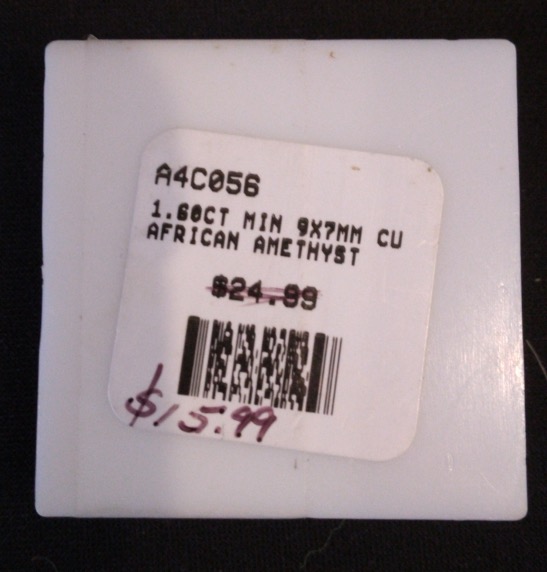 A4C056
1.60CT MIN 9X7MM CU
AFRICAN AMETHYST
$24.99
$15.99